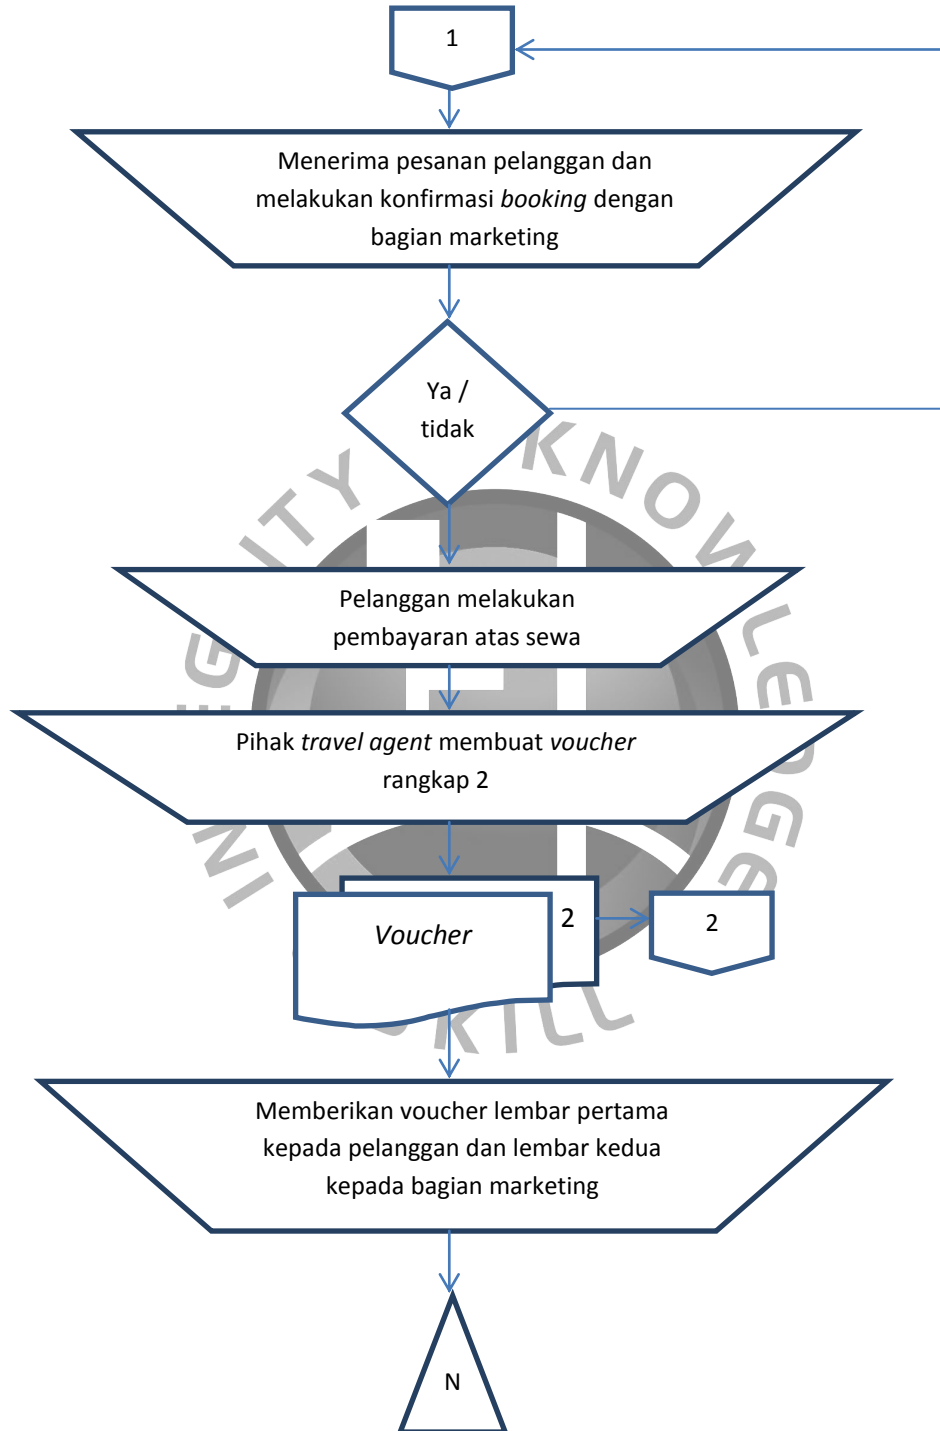 1
Menerima pesanan pelanggan dan
melakukan konfirmasi booking dengan
bagian marketing
Ya /
tidak
Pelanggan melakukan
pembayaran atas sewa
Pihak travel agent membuat voucher
rangkap 2
Voucher
2
2
Memberikan voucher lembar pertama
kepada pelanggan dan lembar kedua
kepada bagian marketing
N
KNOWLEDGE
SKILL